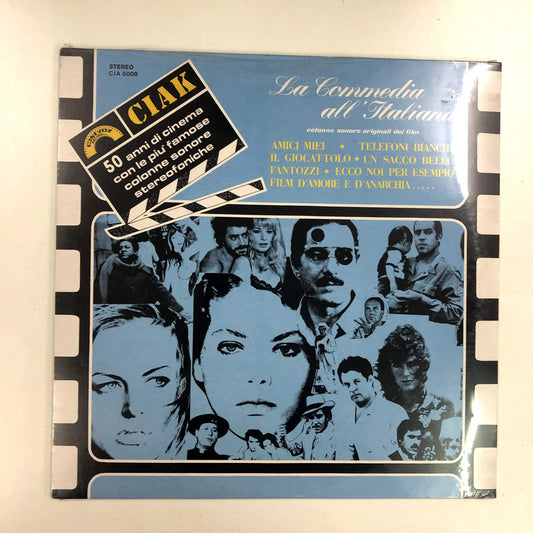 STEREO
CIA 5008
CIAK
50 anni di cinema
con le piu' famose
colonne sonore
stereofoniche
La Commedia
all'Italiana
colonne sonore originali dei film
AMICI MIEI • TELEFONI BIANCHI
IL GIOCATTOLO • UN SACCO BELLO
FANTOZZI • ECCO NOI PER ESEMPIO
FILM D'AMORE E D'ANARCHIA.....